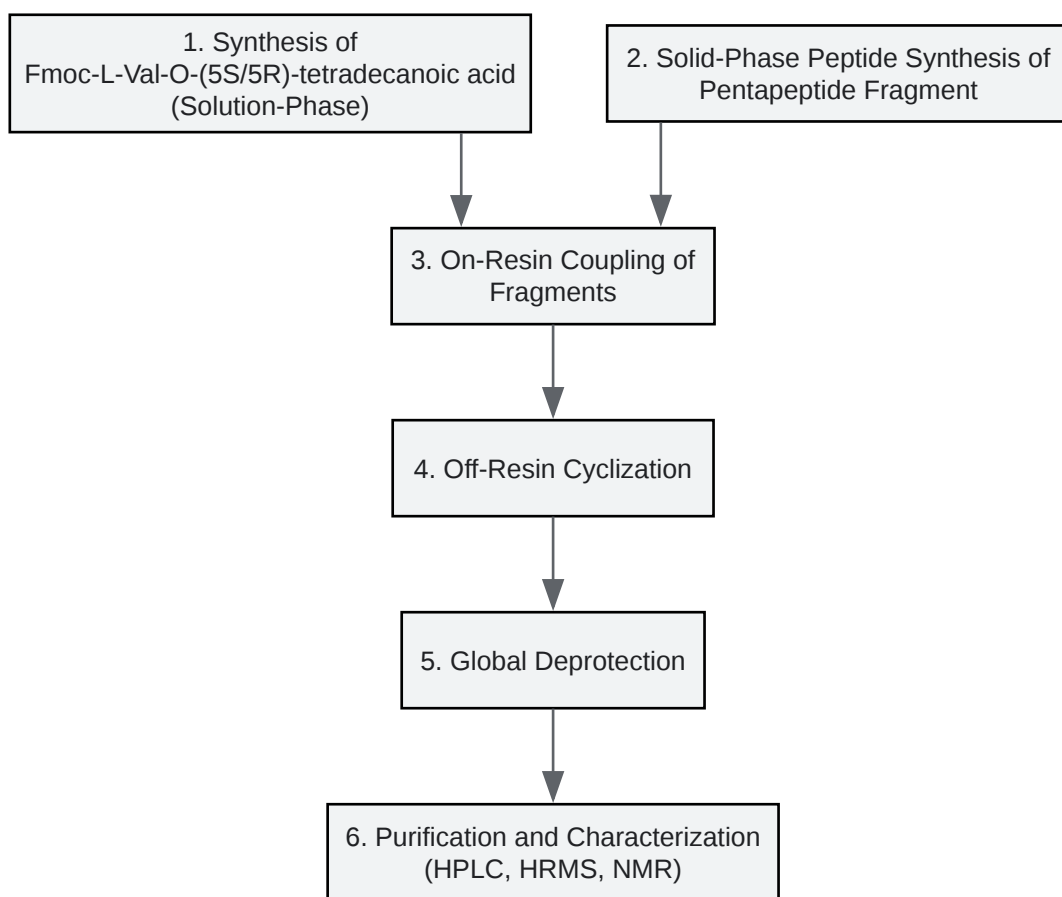 1. Synthesis of
Fmoc-L-Val-O-(5S/5R)-tetradecanoic acid
(Solution-Phase)
2. Solid-Phase Peptide Synthesis of
Pentapeptide Fragment
3. On-Resin Coupling of
Fragments
4. Off-Resin Cyclization
5. Global Deprotection
6. Purification and Characterization
(HPLC, HRMS, NMR)